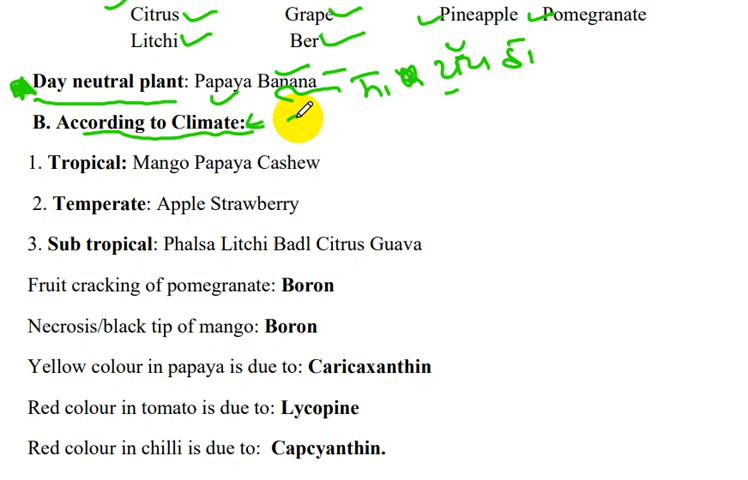 Citrus Grape Pineapple Pomegranate
Litchi Ber
Day neutral plant: Papaya Banana
B. According to Climate:
1. Tropical: Mango Papaya Cashew
2. Temperate: Apple Strawberry
3. Sub tropical: Phalsa Litchi Badl Citrus Guava
Fruit cracking of pomegranate: Boron
Necrosis/black tip of mango: Boron
Yellow colour in papaya is due to: Caricaxanthin
Red colour in tomato is due to: Lycopine
Red colour in chilli is due to: Capcyanthin.